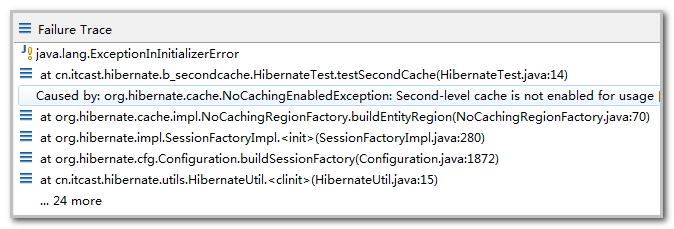 Failure Trace
java.lang.ExceptionInInitializerError
at cn.itcast.hibernate.b_secondcache.HibernateTest.testSecondCache(HibernateTest.java:14)
Caused by: org.hibernate.cache.NoCachingEnabledException: Second-level cache is not enabled for usage [
at org.hibernate.cache.impl.NoCachingRegionFactory.buildEntityRegion(NoCachingRegionFactory.java:70)
at org.hibernate.impl.SessionFactoryImpl.<init>(SessionFactoryImpl.java:280)
at org.hibernate.cfg.Configuration.buildSessionFactory(Configuration.java:1872)
at cn.itcast.hibernate.utils.HibernateUtil.<clinit>(HibernateUtil.java:15)
... 24 more